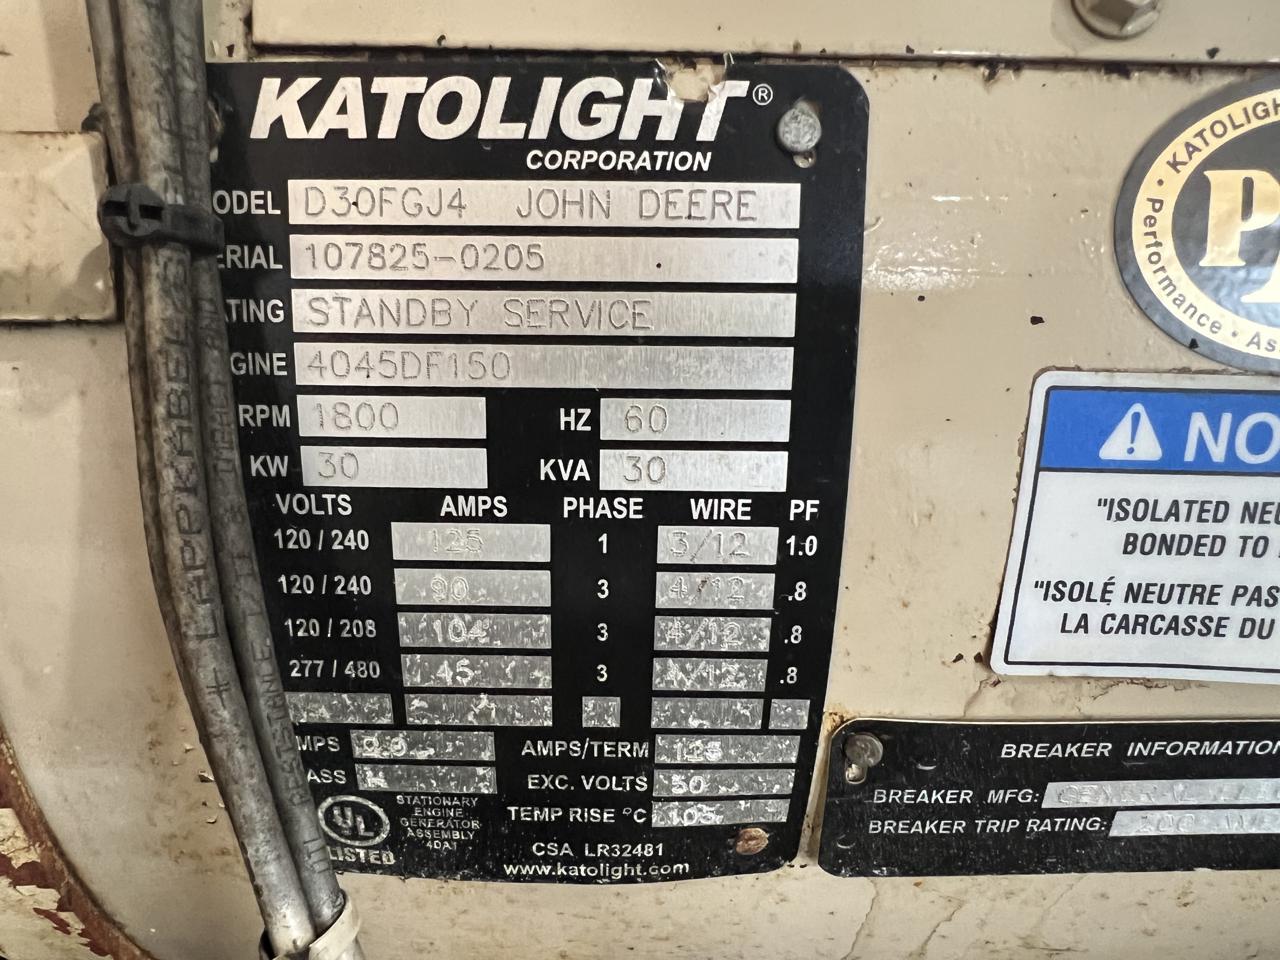 KATOLIGHT®
CORPORATION
ODEL D30FGJ4 JOHN DEERE
ERIAL 107825-0205
TING STANDBY SERVICE
GINE 4045DF150
RPM 1800 HZ 60
KW 30 KVA 30
VOLTS AMPS PHASE WIRE PF
120 / 240 125 1 3/12 1.0
120 / 240 90 3 4/12 .8
120 / 208 104 3 4/12 .8
277 / 480 45 3 4/12 .8
MPS AMPS/TERM 125
ASS EXC. VOLTS 50
TEMP RISE °C 105
UL
LISTED
STATIONARY
ENGINE
GENERATOR
ASSEMBLY
4DA1
CSA LR32481
www.katolight.com
KATOLIGH
P
Performance • Ass
NO
"ISOLATED NEU
BONDED TO
"ISOLÉ NEUTRE PAS
LA CARCASSE DU
BREAKER INFORMATION
BREAKER MFG:
BREAKER TRIP RATING: